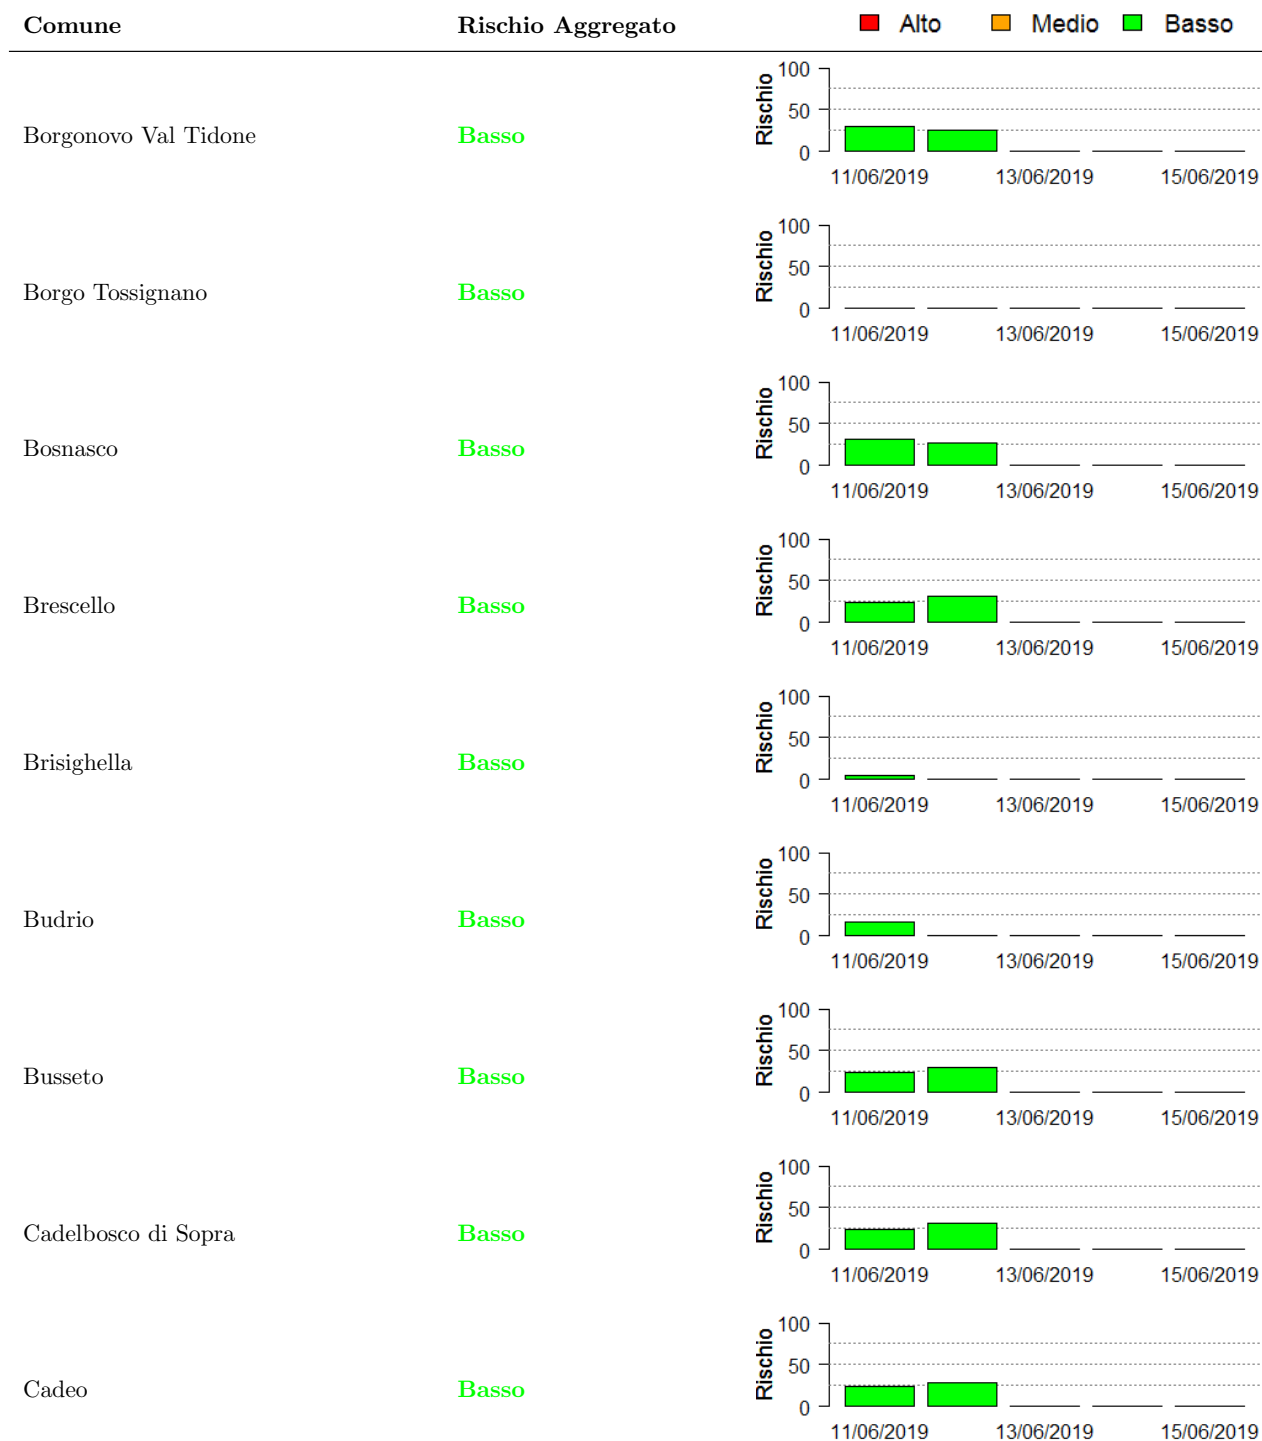 Comune Rischio Aggregato Alto Medio Basso
100
50
0
Rischio
Borgonovo Val Tidone Basso
11/06/2019 13/06/2019 15/06/2019
100
50
0
Rischio
Borgo Tossignano Basso
11/06/2019 13/06/2019 15/06/2019
100
50
0
Rischio
Bosnasco Basso
11/06/2019 13/06/2019 15/06/2019
100
50
0
Rischio
Brescello Basso
11/06/2019 13/06/2019 15/06/2019
100
50
0
Rischio
Brisighella Basso
11/06/2019 13/06/2019 15/06/2019
100
50
0
Rischio
Budrio Basso
11/06/2019 13/06/2019 15/06/2019
100
50
0
Rischio
Busseto Basso
11/06/2019 13/06/2019 15/06/2019
100
50
0
Rischio
Cadelbosco di Sopra Basso
11/06/2019 13/06/2019 15/06/2019
100
50
0
Rischio
Cadeo Basso
11/06/2019 13/06/2019 15/06/2019